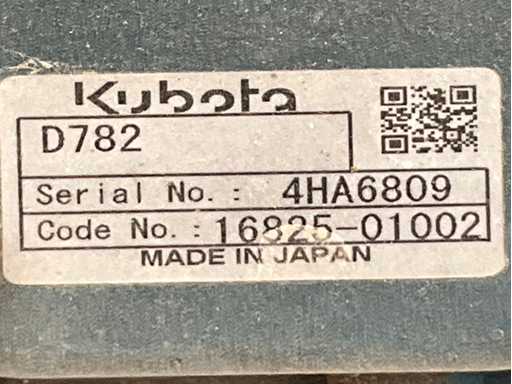 Kubota
D782
Serial No.: 4HA6809
Code No.: 16825-01002
MADE IN JAPAN